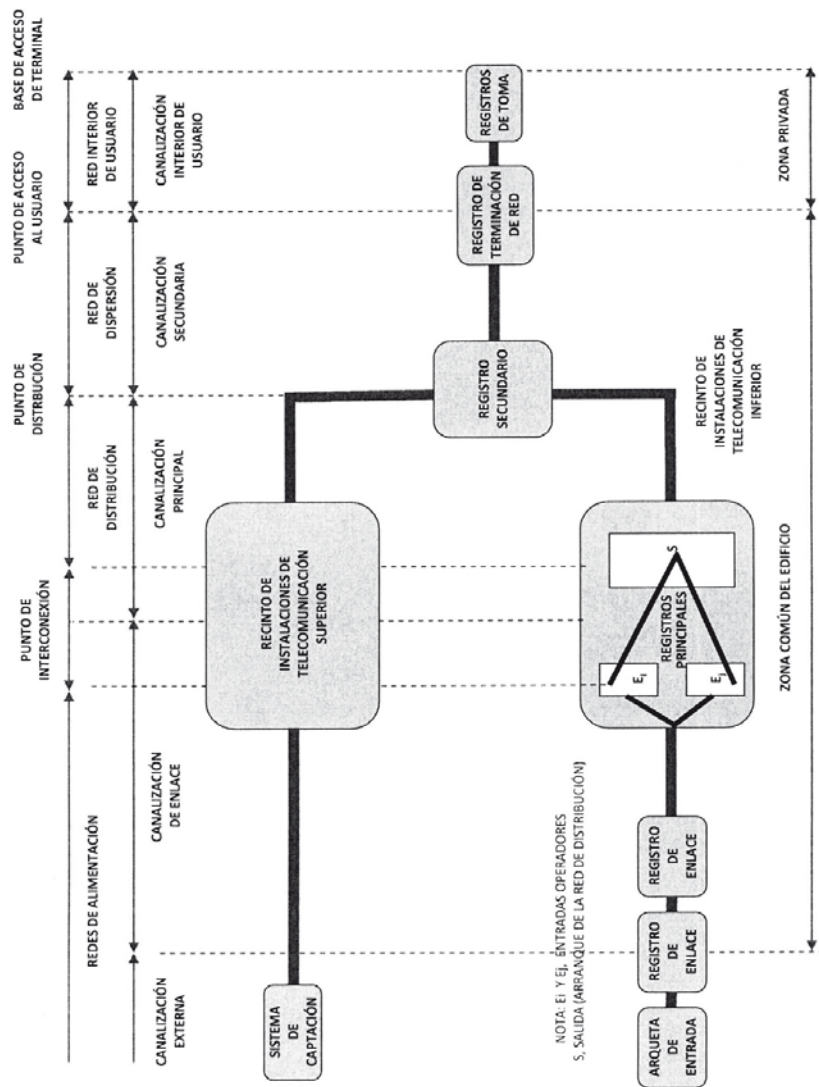 PUNTO DE
INTERCONEXIÓN
PUNTO DE
DISTRBUCIÓN
PUNTO DE ACCESO
AL USUARIO
BASE DE ACCESO
DE TERMINAL
REDES DE ALIMENTACIÓN
RED DE
DISTRIBUCIÓN
RED DE
DISPERSIÓN
RED INTERIOR
DE USUARIO
CANALIZACIÓN
EXTERNA
CANALIZACIÓN
DE ENLACE
CANALIZACIÓN
PRINCIPAL
CANALIZACIÓN
SECUNDARIA
CANALIZACIÓN
INTERIOR DE
USUARIO
SISTEMA
DE
CAPTACIÓN
RECINTO DE
INSTALACIONES DE
TELECOMUNICACIÓN
SUPERIOR
REGISTRO
SECUNDARIO
REGISTRO DE
TERMINACIÓN
DE RED
REGISTROS
DE TOMA
NOTA: Ei Y Ej, ENTRADAS OPERADORES
S, SALIDA (ARRANQUE DE LA RED DE DISTRIBUCIÓN)
ARQUETA
DE
ENTRADA
REGISTRO
DE
ENLACE
REGISTRO
DE
ENLACE
Ei
Ej
REGISTROS
PRINCIPALES
S
RECINTO DE
INSTALACIONES DE
TELECOMUNICACIÓN
INFERIOR
ZONA COMÚN DEL EDIFICIO
ZONA PRIVADA